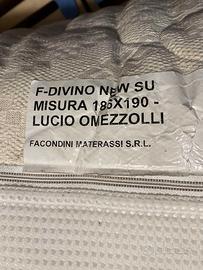 F-DIVINO NEW SU
MISURA 185X190 -
LUCIO OMEZZOLLI
FACONDINI MATERASSI S.R.L.